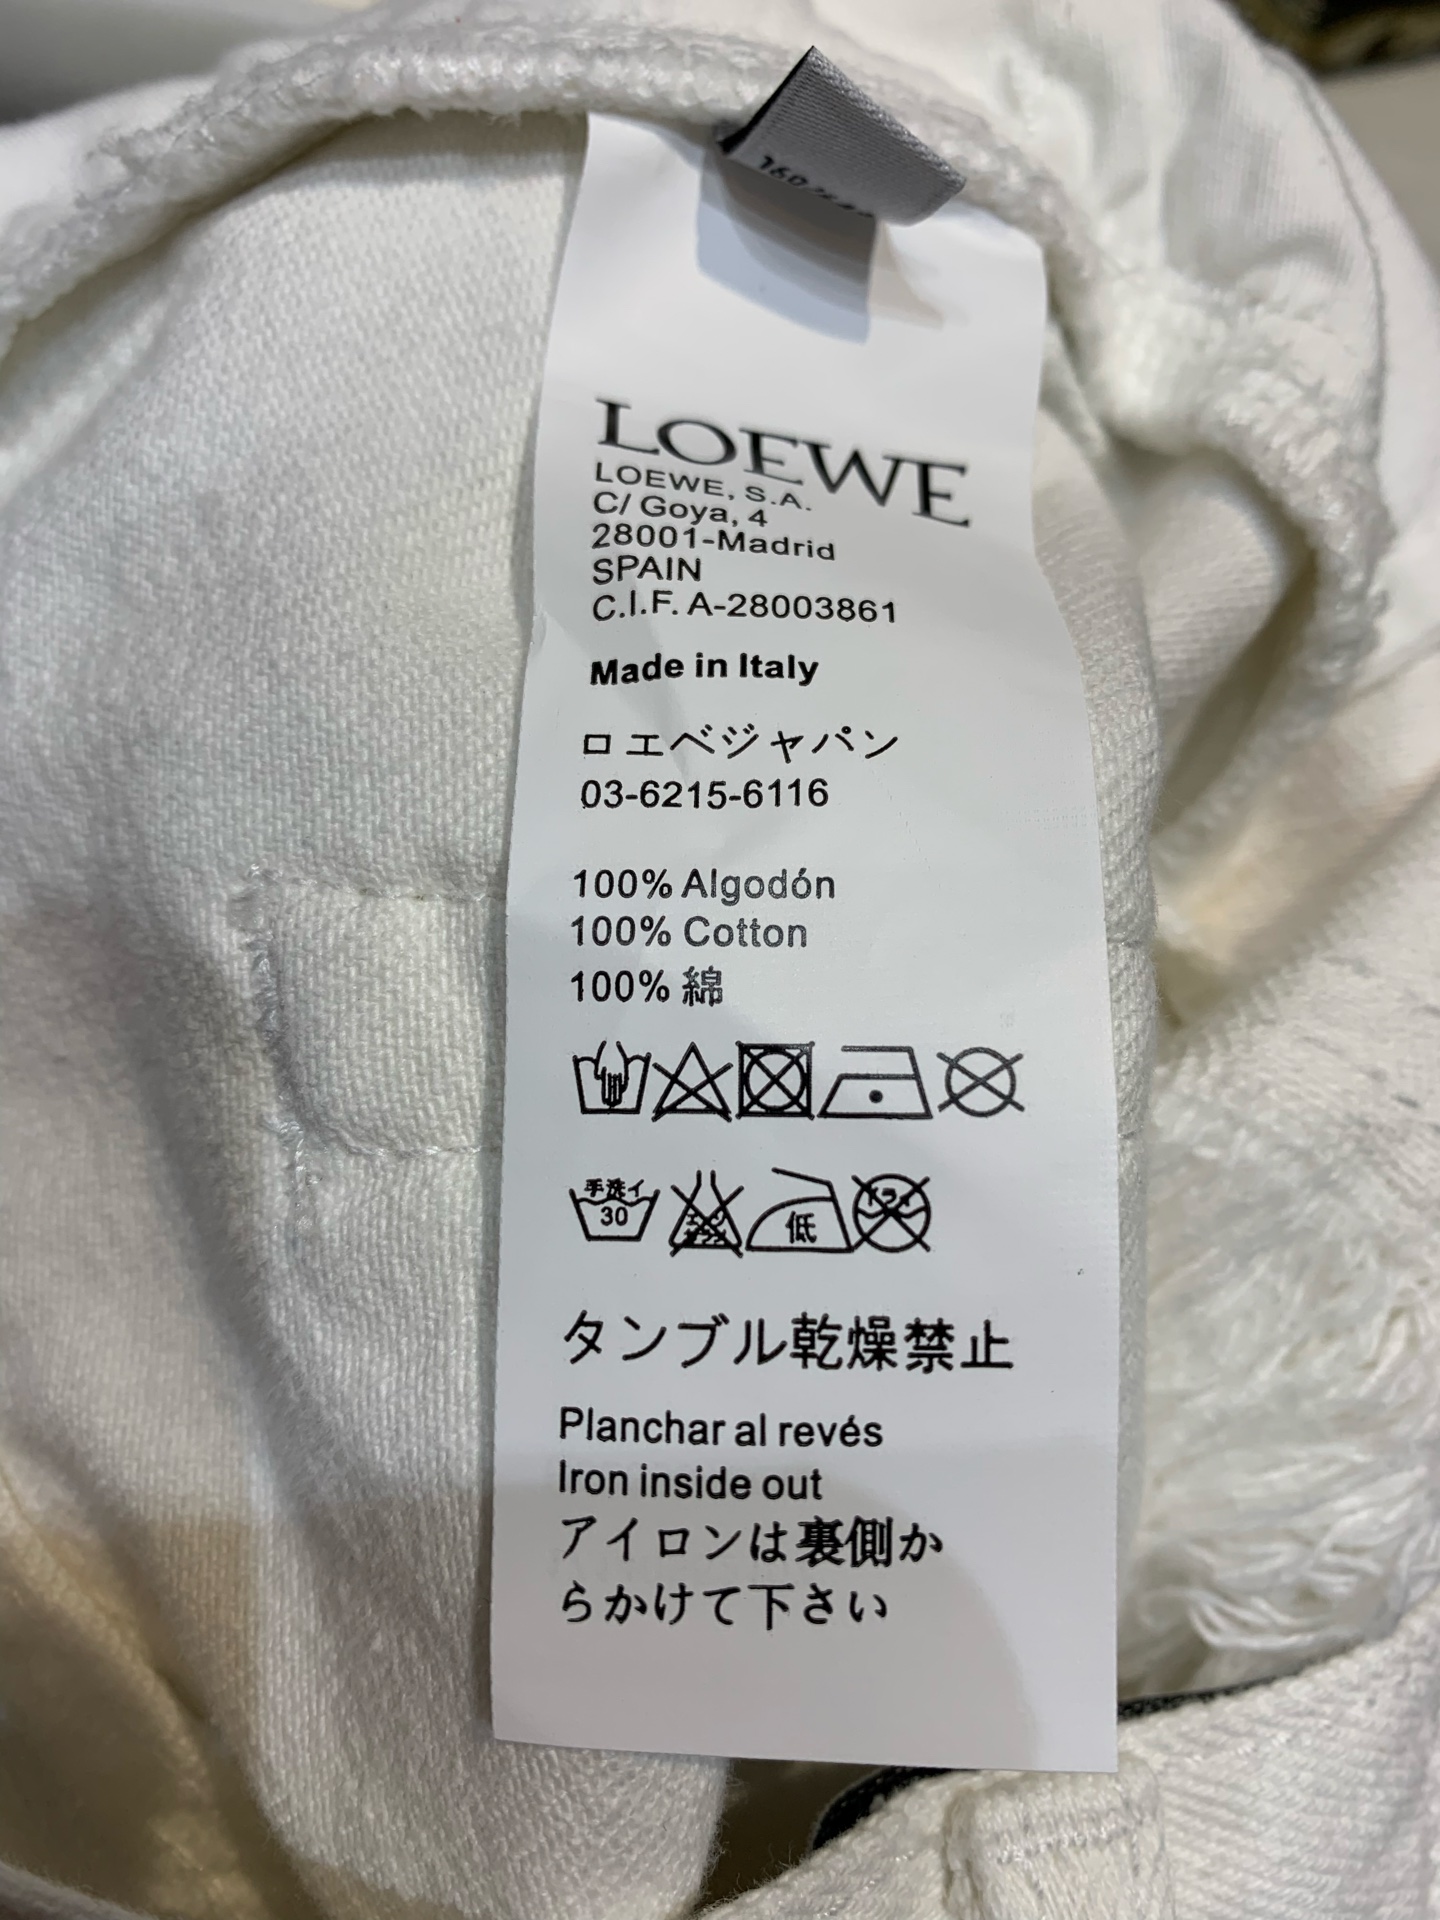 LOEWE
LOEWE, S.A.
C/ Goya, 4
28001-Madrid
SPAIN
C.I.F. A-28003861
Made in Italy
ロエベジャパン
03-6215-6116
100% Algodón
100% Cotton
100% 綿
手洗イ
30
低
ドライ
タンブル乾燥禁止
Planchar al revés
Iron inside out
アイロンは裏側か
らかけて下さい